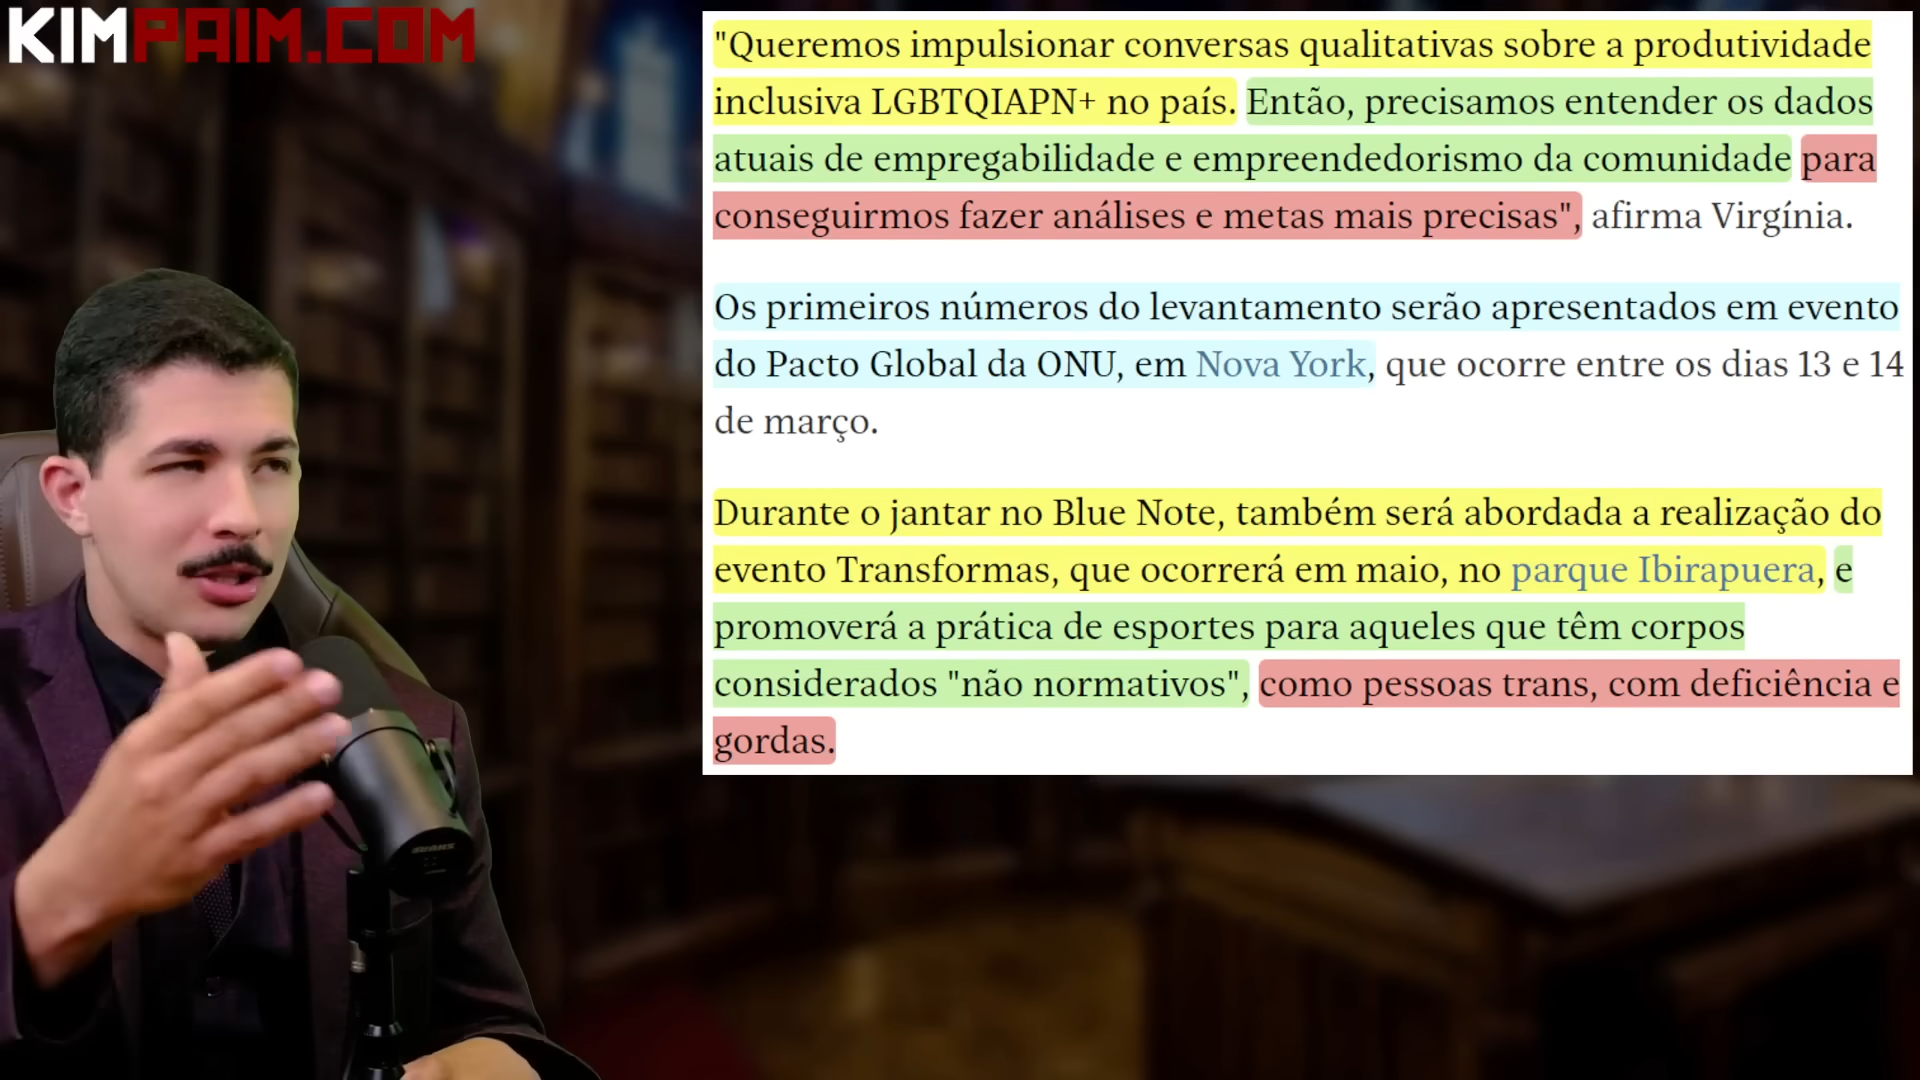 KIMPAIM.COM
"Queremos impulsionar conversas qualitativas sobre a produtividade
inclusiva LGBTQIAPN+ no país. Então, precisamos entender os dados
atuais de empregabilidade e empreendedorismo da comunidade para
conseguirmos fazer análises e metas mais precisas", afirma Virgínia.
Os primeiros números do levantamento serão apresentados em evento
do Pacto Global da ONU, em Nova York, que ocorre entre os dias 13 e 14
de março.
Durante o jantar no Blue Note, também será abordada a realização do
evento Transformas, que ocorrerá em maio, no parque Ibirapuera, e
promoverá a prática de esportes para aqueles que têm corpos
considerados "não normativos", como pessoas trans, com deficiência e
gordas.